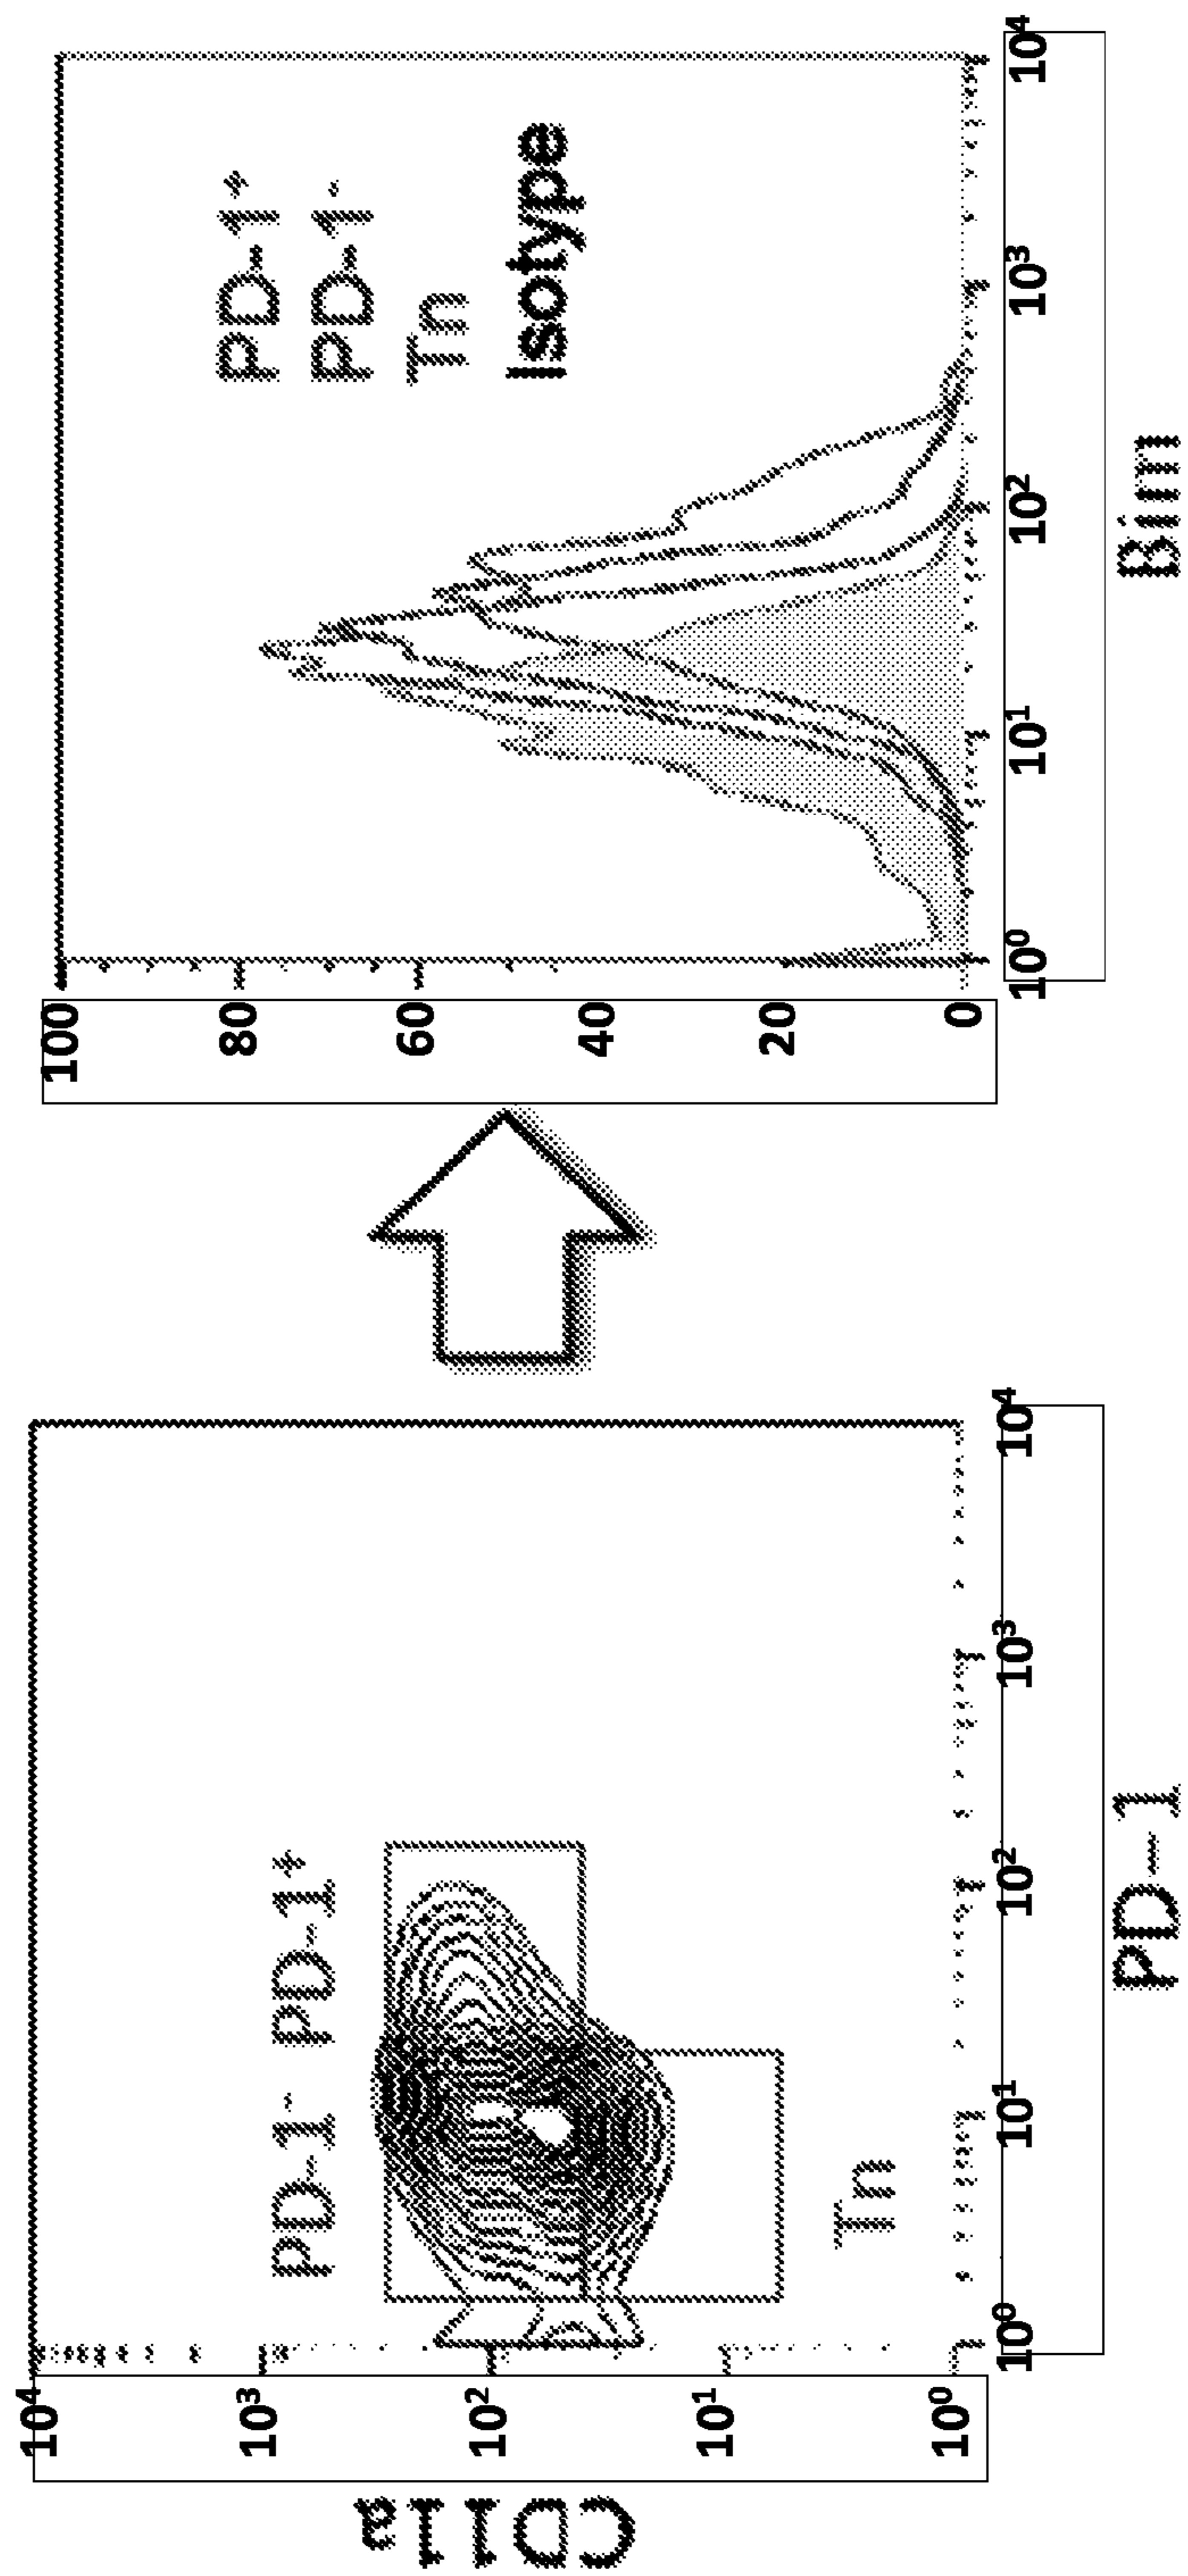 PD-1⁻ PD-1⁺
Tn
CD11a
10⁴
10³
10²
10¹
10⁰
10⁰ 10¹ 10² 10³ 10⁴
PD-1
PD-1⁺
PD-1⁻
Tn
Isotype
100
80
60
40
20
0
10⁰ 10¹ 10² 10³ 10⁴
Bim